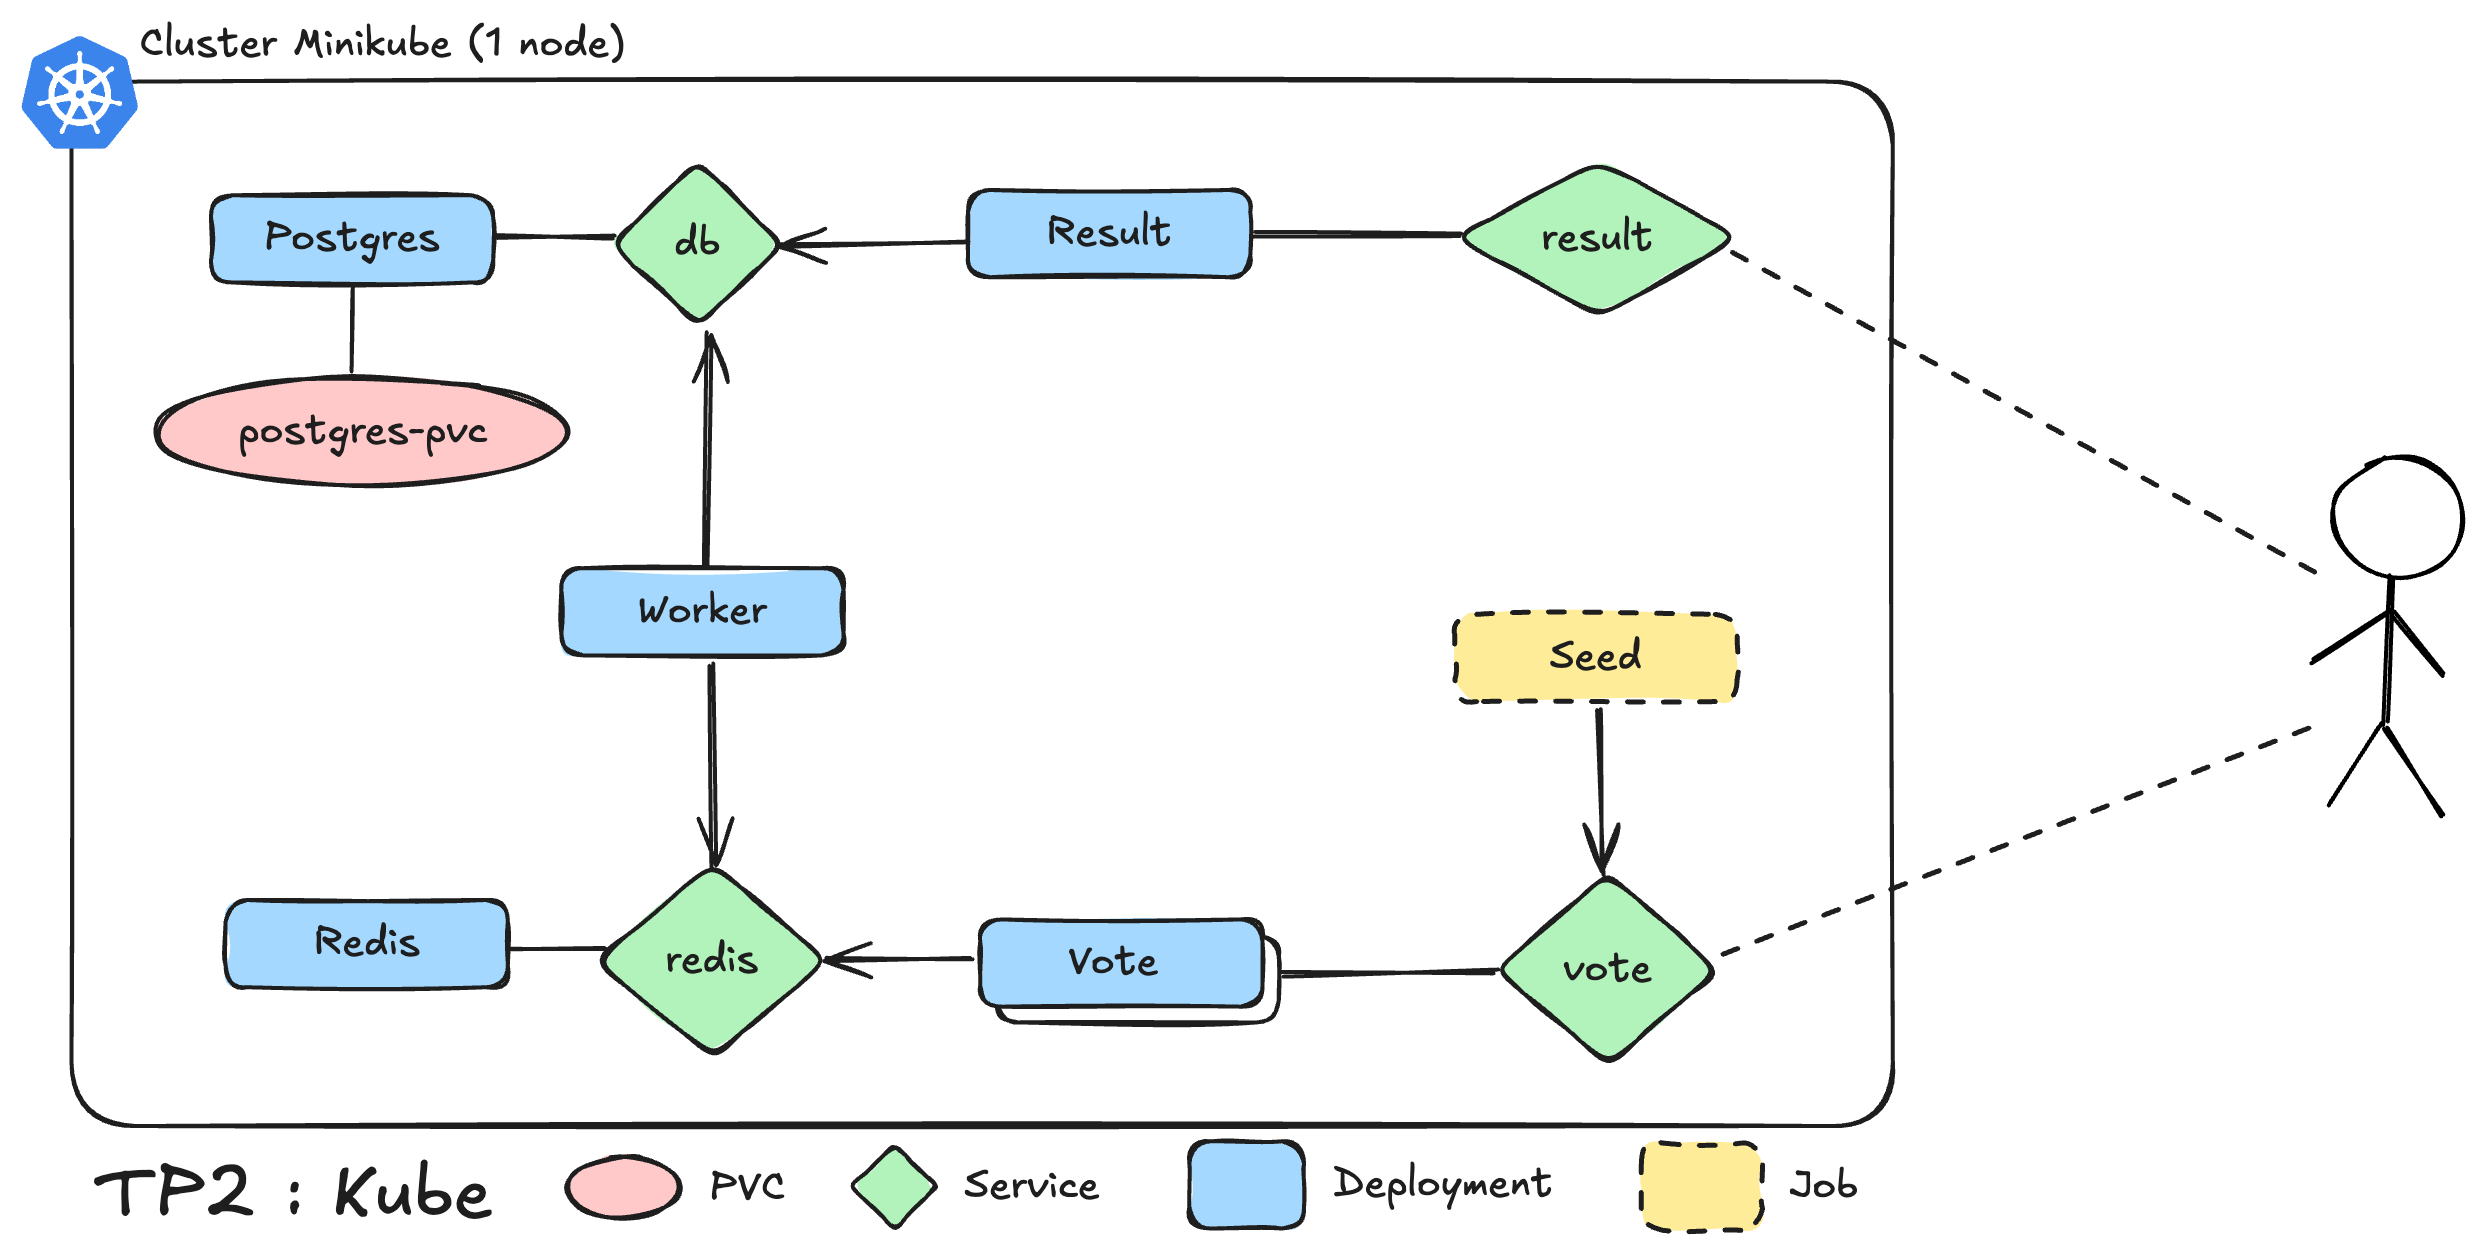 Cluster Minikube (1 node)
Postgres
db
Result
result
postgres-pvc
Worker
Seed
Redis
redis
Vote
vote
TP2 : Kube
PVC
Service
Deployment
Job